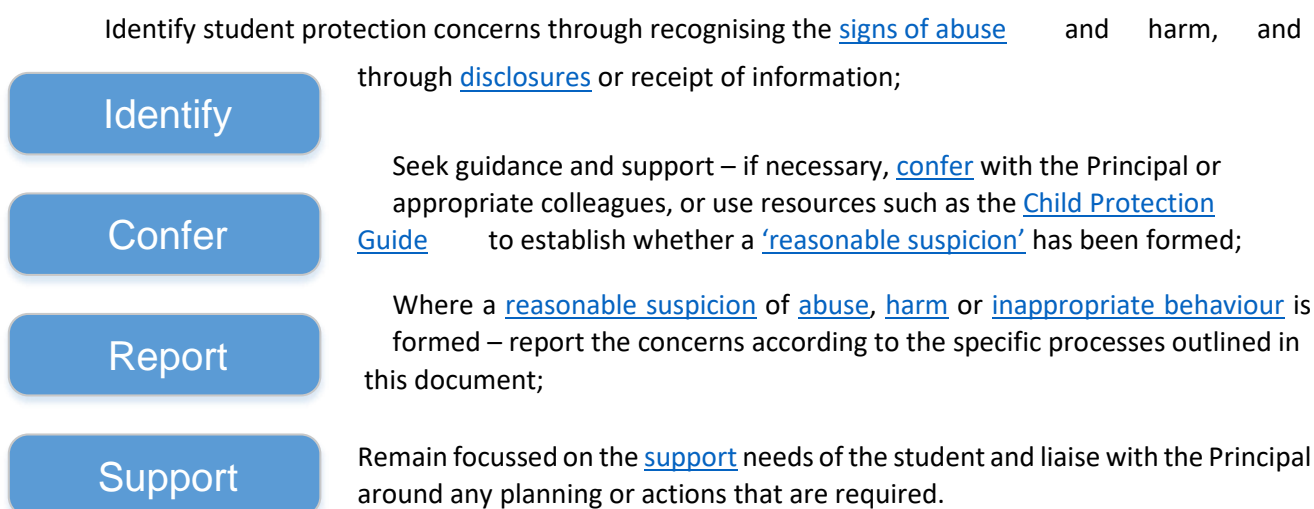 Identify student protection concerns through recognising the signs of abuse and harm, and
through disclosures or receipt of information;
Identify
Seek guidance and support – if necessary, confer with the Principal or
appropriate colleagues, or use resources such as the Child Protection
Guide to establish whether a ‘reasonable suspicion’ has been formed;
Confer
Where a reasonable suspicion of abuse, harm or inappropriate behaviour is
formed – report the concerns according to the specific processes outlined in
this document;
Report
Remain focussed on the support needs of the student and liaise with the Principal
around any planning or actions that are required.
Support